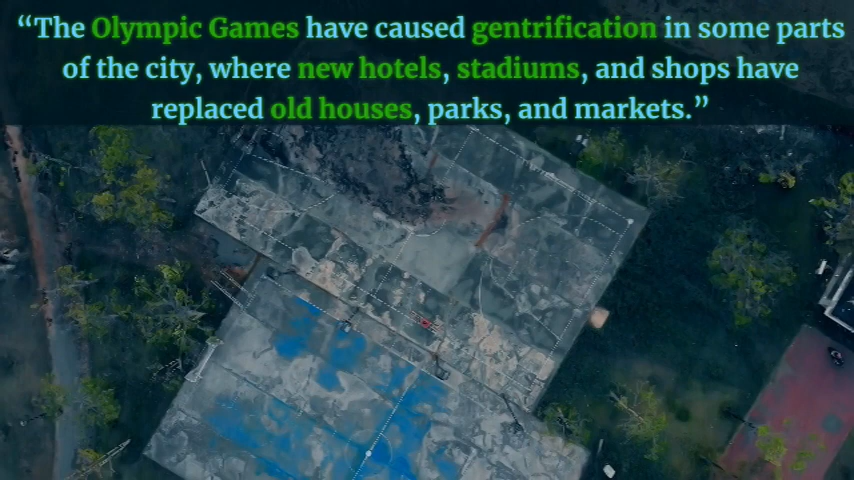 “The Olympic Games have caused gentrification in some parts
of the city, where new hotels, stadiums, and shops have
replaced old houses, parks, and markets.”